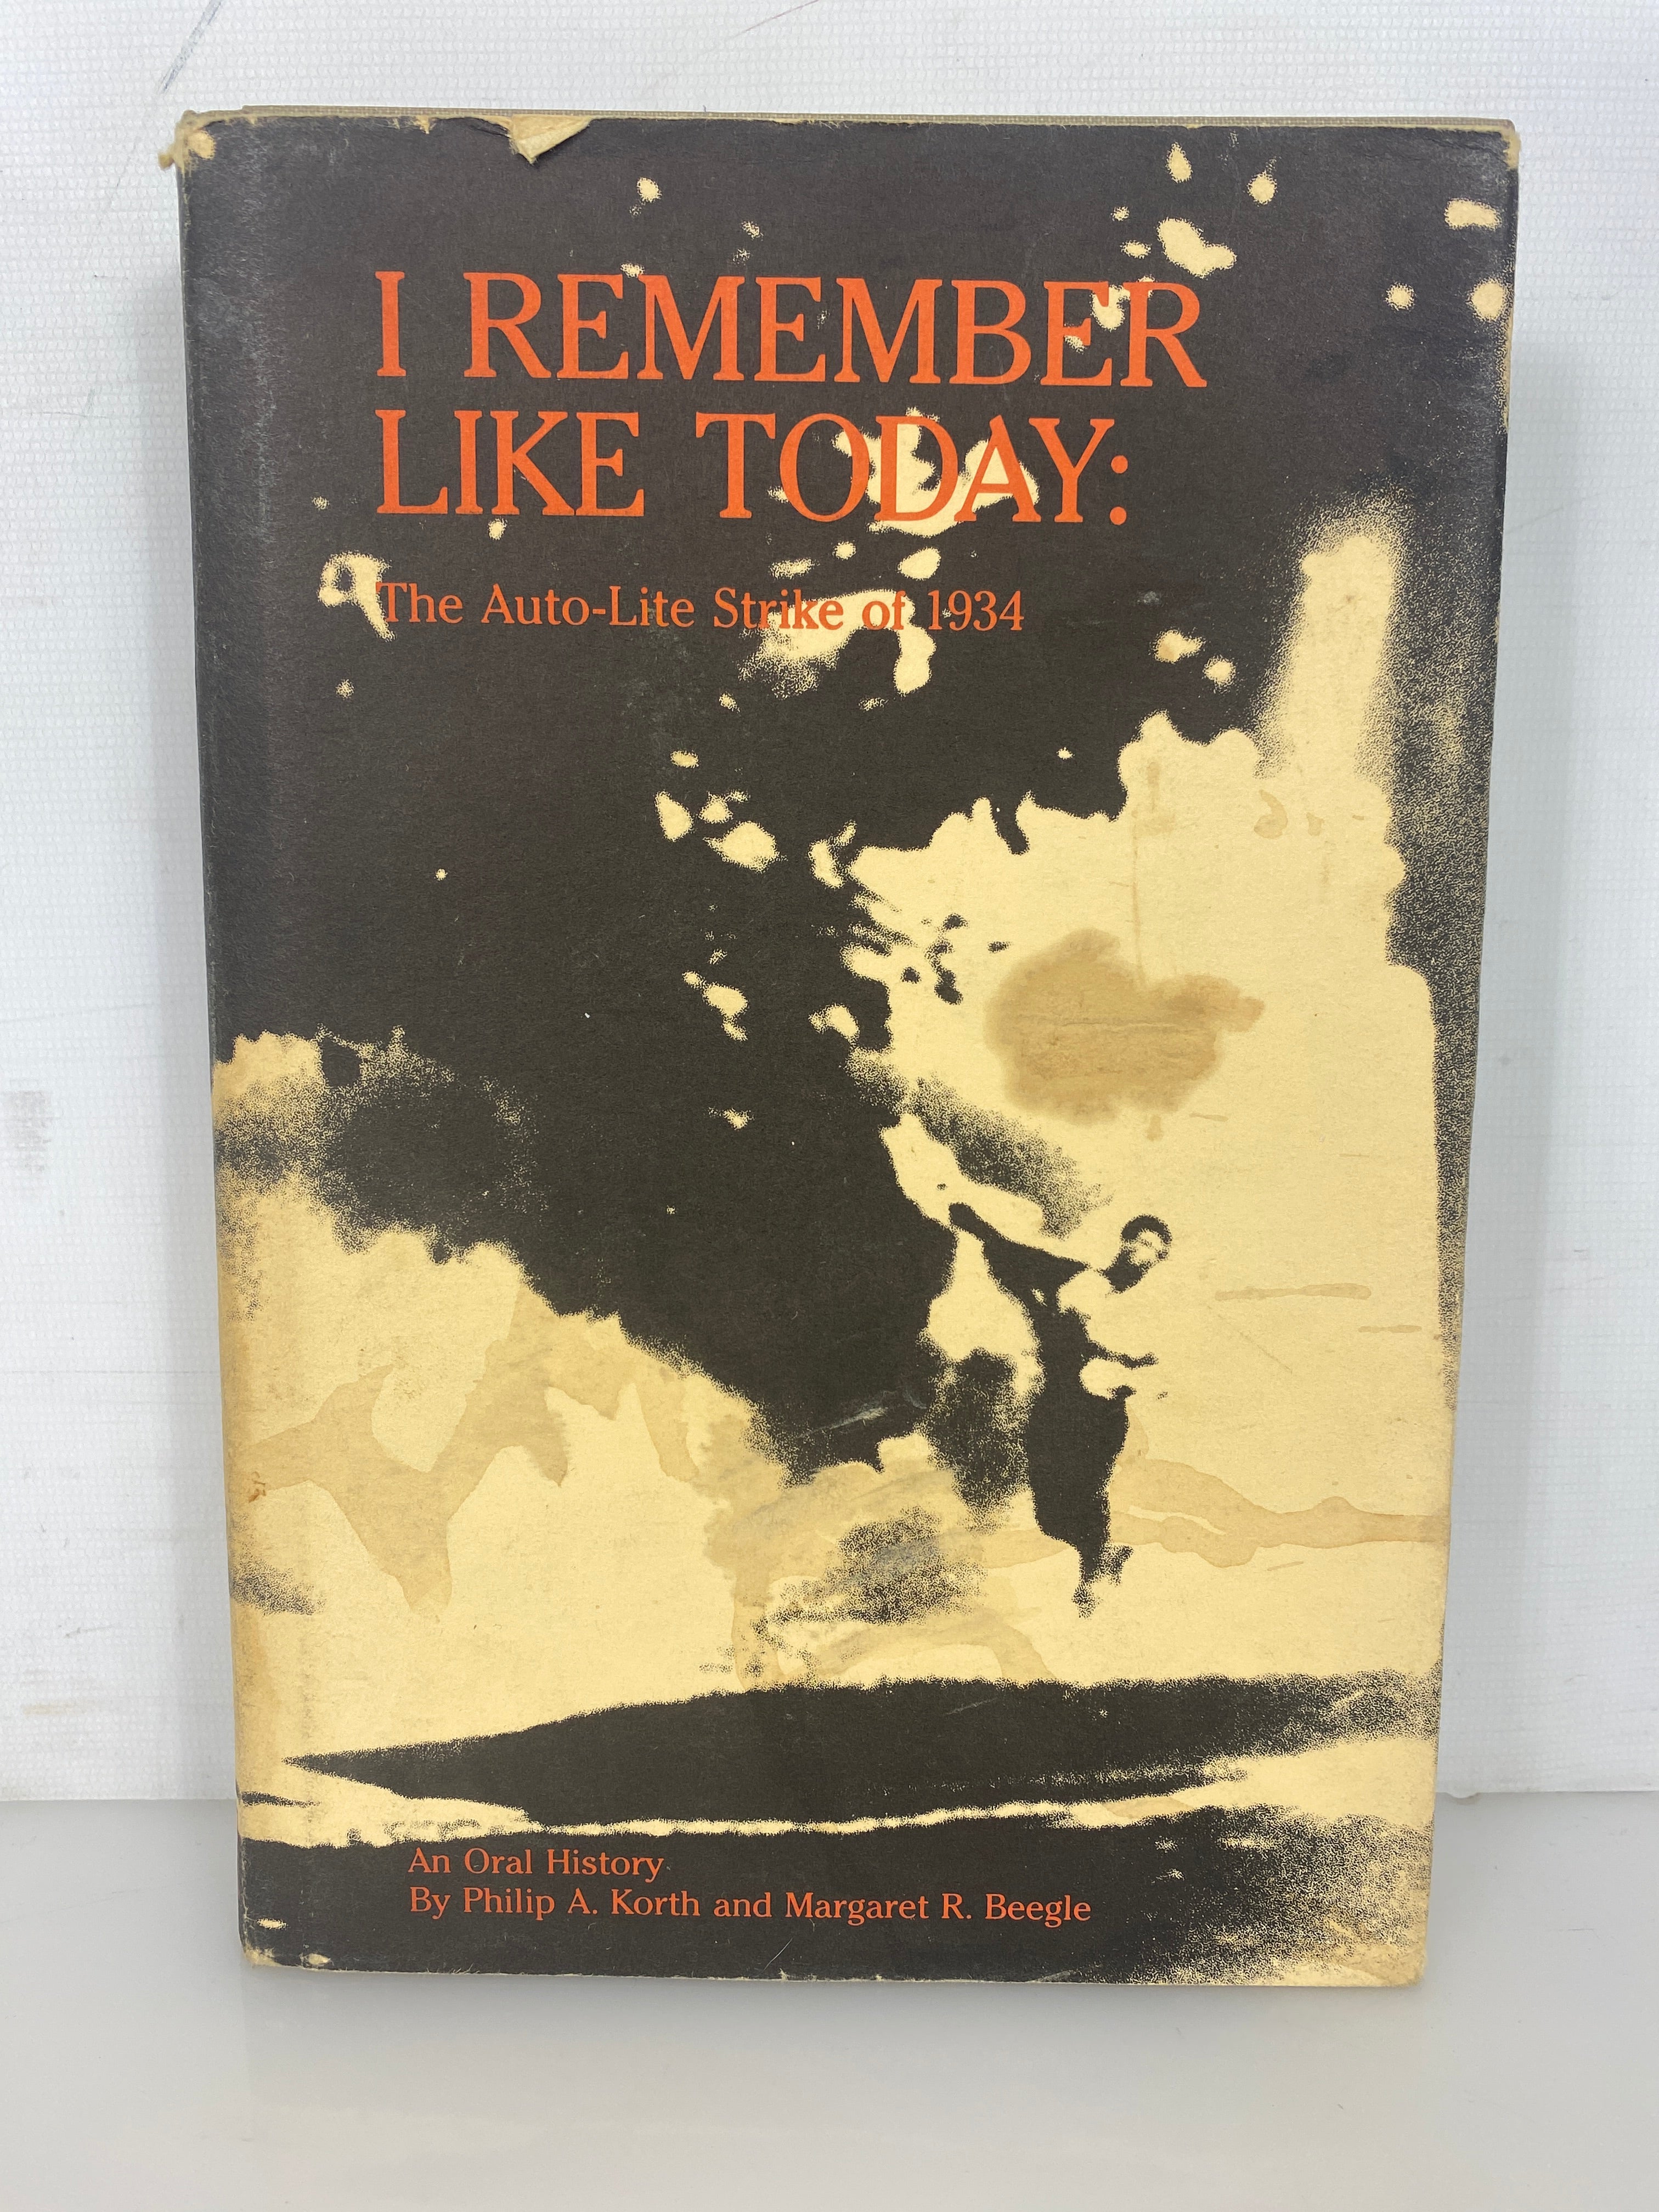 I REMEMBER
LIKE TODAY:
The Auto-Lite Strike of 1934
An Oral History
By Philip A. Korth and Margaret R. Beegle